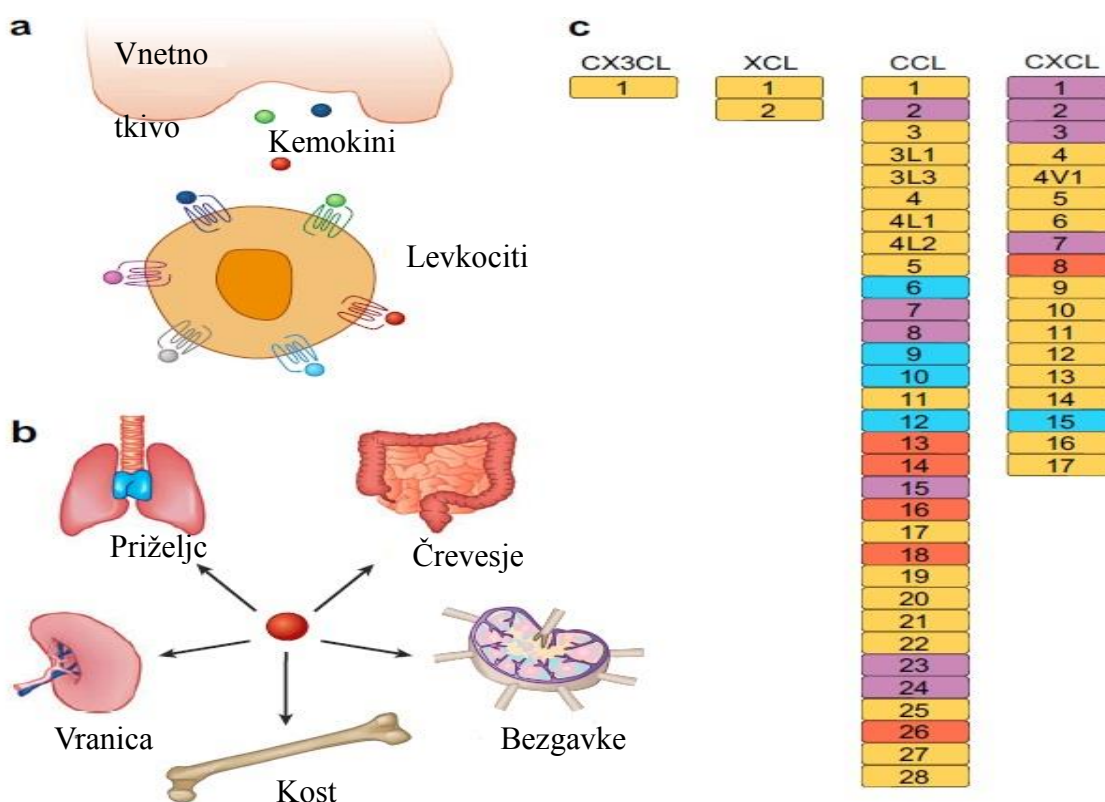 a
Vnetno
tkivo
Kemokini
Levkociti
b
Priželjc
Črevesje
Vranica
Bezgavke
Kost
c
CX3CL
1
XCL
1
2
CCL
1
2
3
3L1
3L3
4
4L1
4L2
5
6
7
8
9
10
11
12
13
14
15
16
17
18
19
20
21
22
23
24
25
26
27
28
CXCL
1
2
3
4
4V1
5
6
7
8
9
10
11
12
13
14
15
16
17